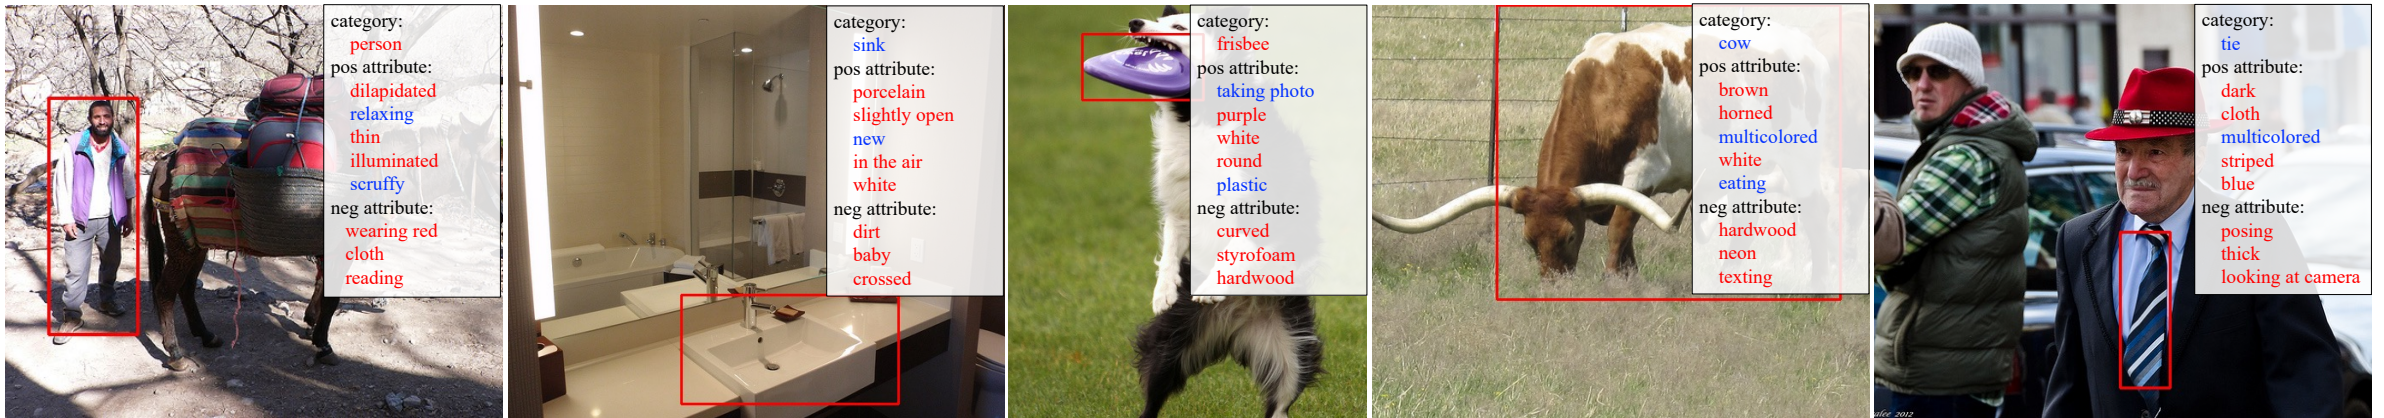 category:
person
pos attribute:
dilapidated
relaxing
thin
illuminated
scruffy
neg attribute:
wearing red
cloth
reading
category:
sink
pos attribute:
porcelain
slightly open
new
in the air
white
neg attribute:
dirt
baby
crossed
category:
frisbee
pos attribute:
taking photo
purple
white
round
plastic
neg attribute:
curved
styrofoam
hardwood
category:
cow
pos attribute:
brown
horned
multicolored
white
eating
neg attribute:
hardwood
neon
texting
category:
tie
pos attribute:
dark
cloth
multicolored
striped
blue
neg attribute:
posing
thick
looking at camera
alee 2012